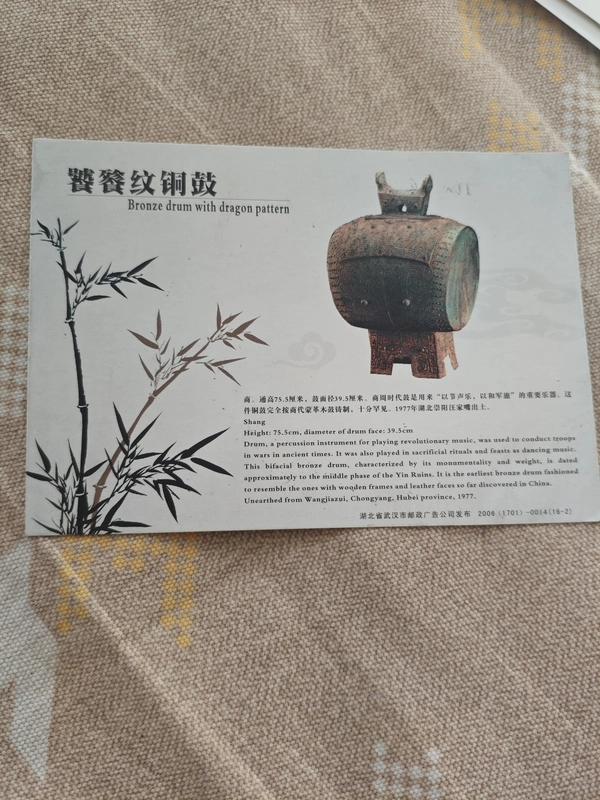 饕餮纹铜鼓
Bronze drum with dragon pattern
商。通高75.5厘米，鼓面径39.5厘米。商周时代鼓是用来“以节声乐，以和军旅”的重要乐器。这
件铜鼓完全按商代蒙革木鼓铸制，十分罕见。1977年湖北崇阳汪家嘴出土。
Shang
Height: 75.5cm, diameter of drum face: 39.5cm
Drum, a percussion instrument for playing revolutionary music, was used to conduct troops
in wars in ancient times. It was also played in sacrificial rituals and feasts as dancing music.
This bifacial bronze drum, characterized by its monumentality and weight, is dated
approximately to the middle phase of the Yin Ruins. It is the earliest bronze drum fashioned
to resemble the ones with wooden frames and leather faces so far discovered in China.
Unearthed from Wangjiazui, Chongyang, Hubei province, 1977.
湖北省武汉市邮政广告公司发布 2006（1701）-0014（18-2）